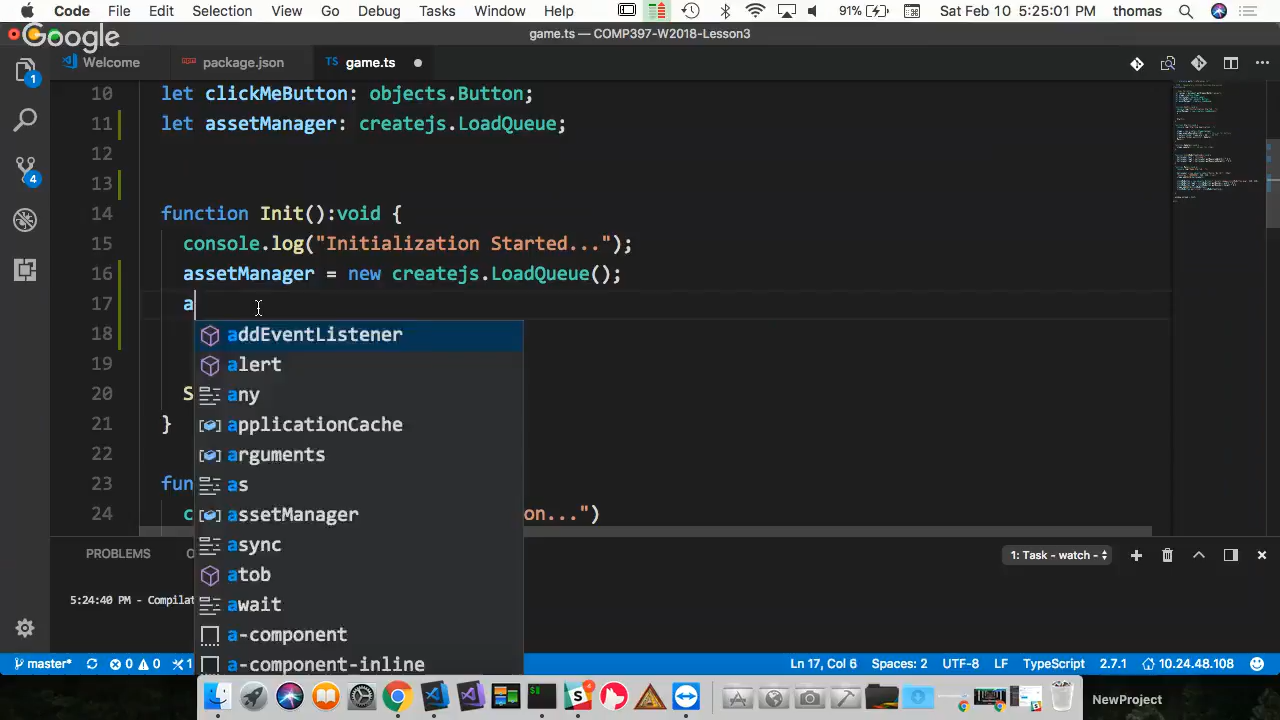 Code File Edit Selection View Go Debug Tasks Window Help 91% Sat Feb 10 5:25:01 PM thomas
Google
game.ts — COMP397-W2018-Lesson3
Welcome package.json TS game.ts
1
4
10 let clickMeButton: objects.Button;
11 let assetManager: createjs.LoadQueue;
12
13
14 function Init():void {
15 console.log("Initialization Started...");
16 assetManager = new createjs.LoadQueue();
17 a
18 addEventListener
19 alert
20 S any
21 } applicationCache
22 arguments
23 fun as
24 c assetManager on...")
async
PROBLEMS O 1: Task - watch -
atob
5:24:40 PM - Compilat await
a-component
a-component-inline
master* 0 0 1 Ln 17, Col 6 Spaces: 2 UTF-8 LF TypeScript 2.7.1 10.24.48.108
NewProject